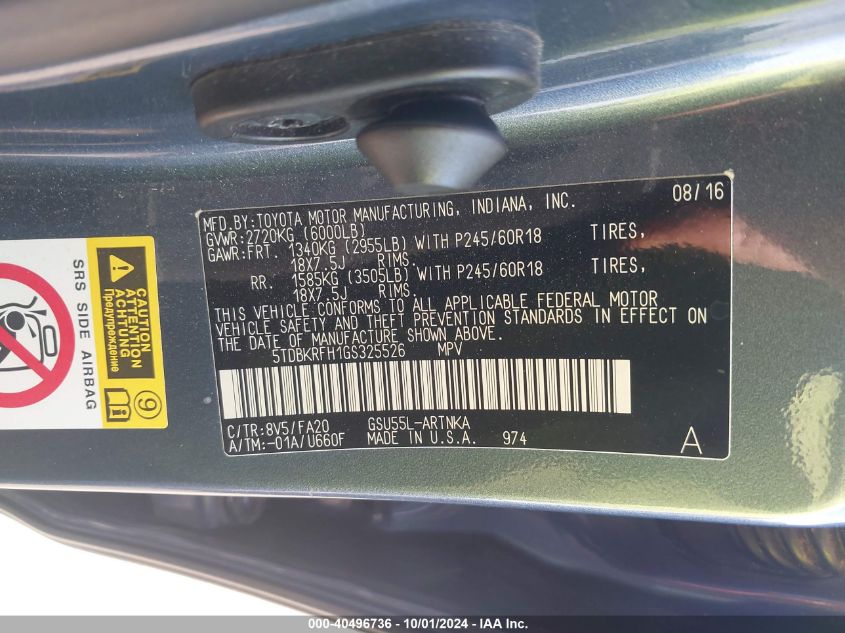 MFD.BY:TOYOTA MOTOR MANUFACTURING, INDIANA, INC. 08/16
GVWR:2720KG (6000LB)
GAWR:FRT. 1340KG (2955LB) WITH P245/60R18 TIRES,
18X7.5J RIMS
RR. 1585KG (3505LB) WITH P245/60R18 TIRES,
18X7.5J RIMS
THIS VEHICLE CONFORMS TO ALL APPLICABLE FEDERAL MOTOR
VEHICLE SAFETY AND THEFT PREVENTION STANDARDS IN EFFECT ON
THE DATE OF MANUFACTURE SHOWN ABOVE.
5TDBKRFH1GS325526 MPV
C/TR:8V5/FA20 GSU55L-ARTNKA
A/TM:-01A/U660F MADE IN U.S.A. 974 A
SRS SIDE AIRBAG
CAUTION
ATTENTION
ACHTUNG
Предупреждение
9
000-40496736 - 10/01/2024 - IAA Inc.